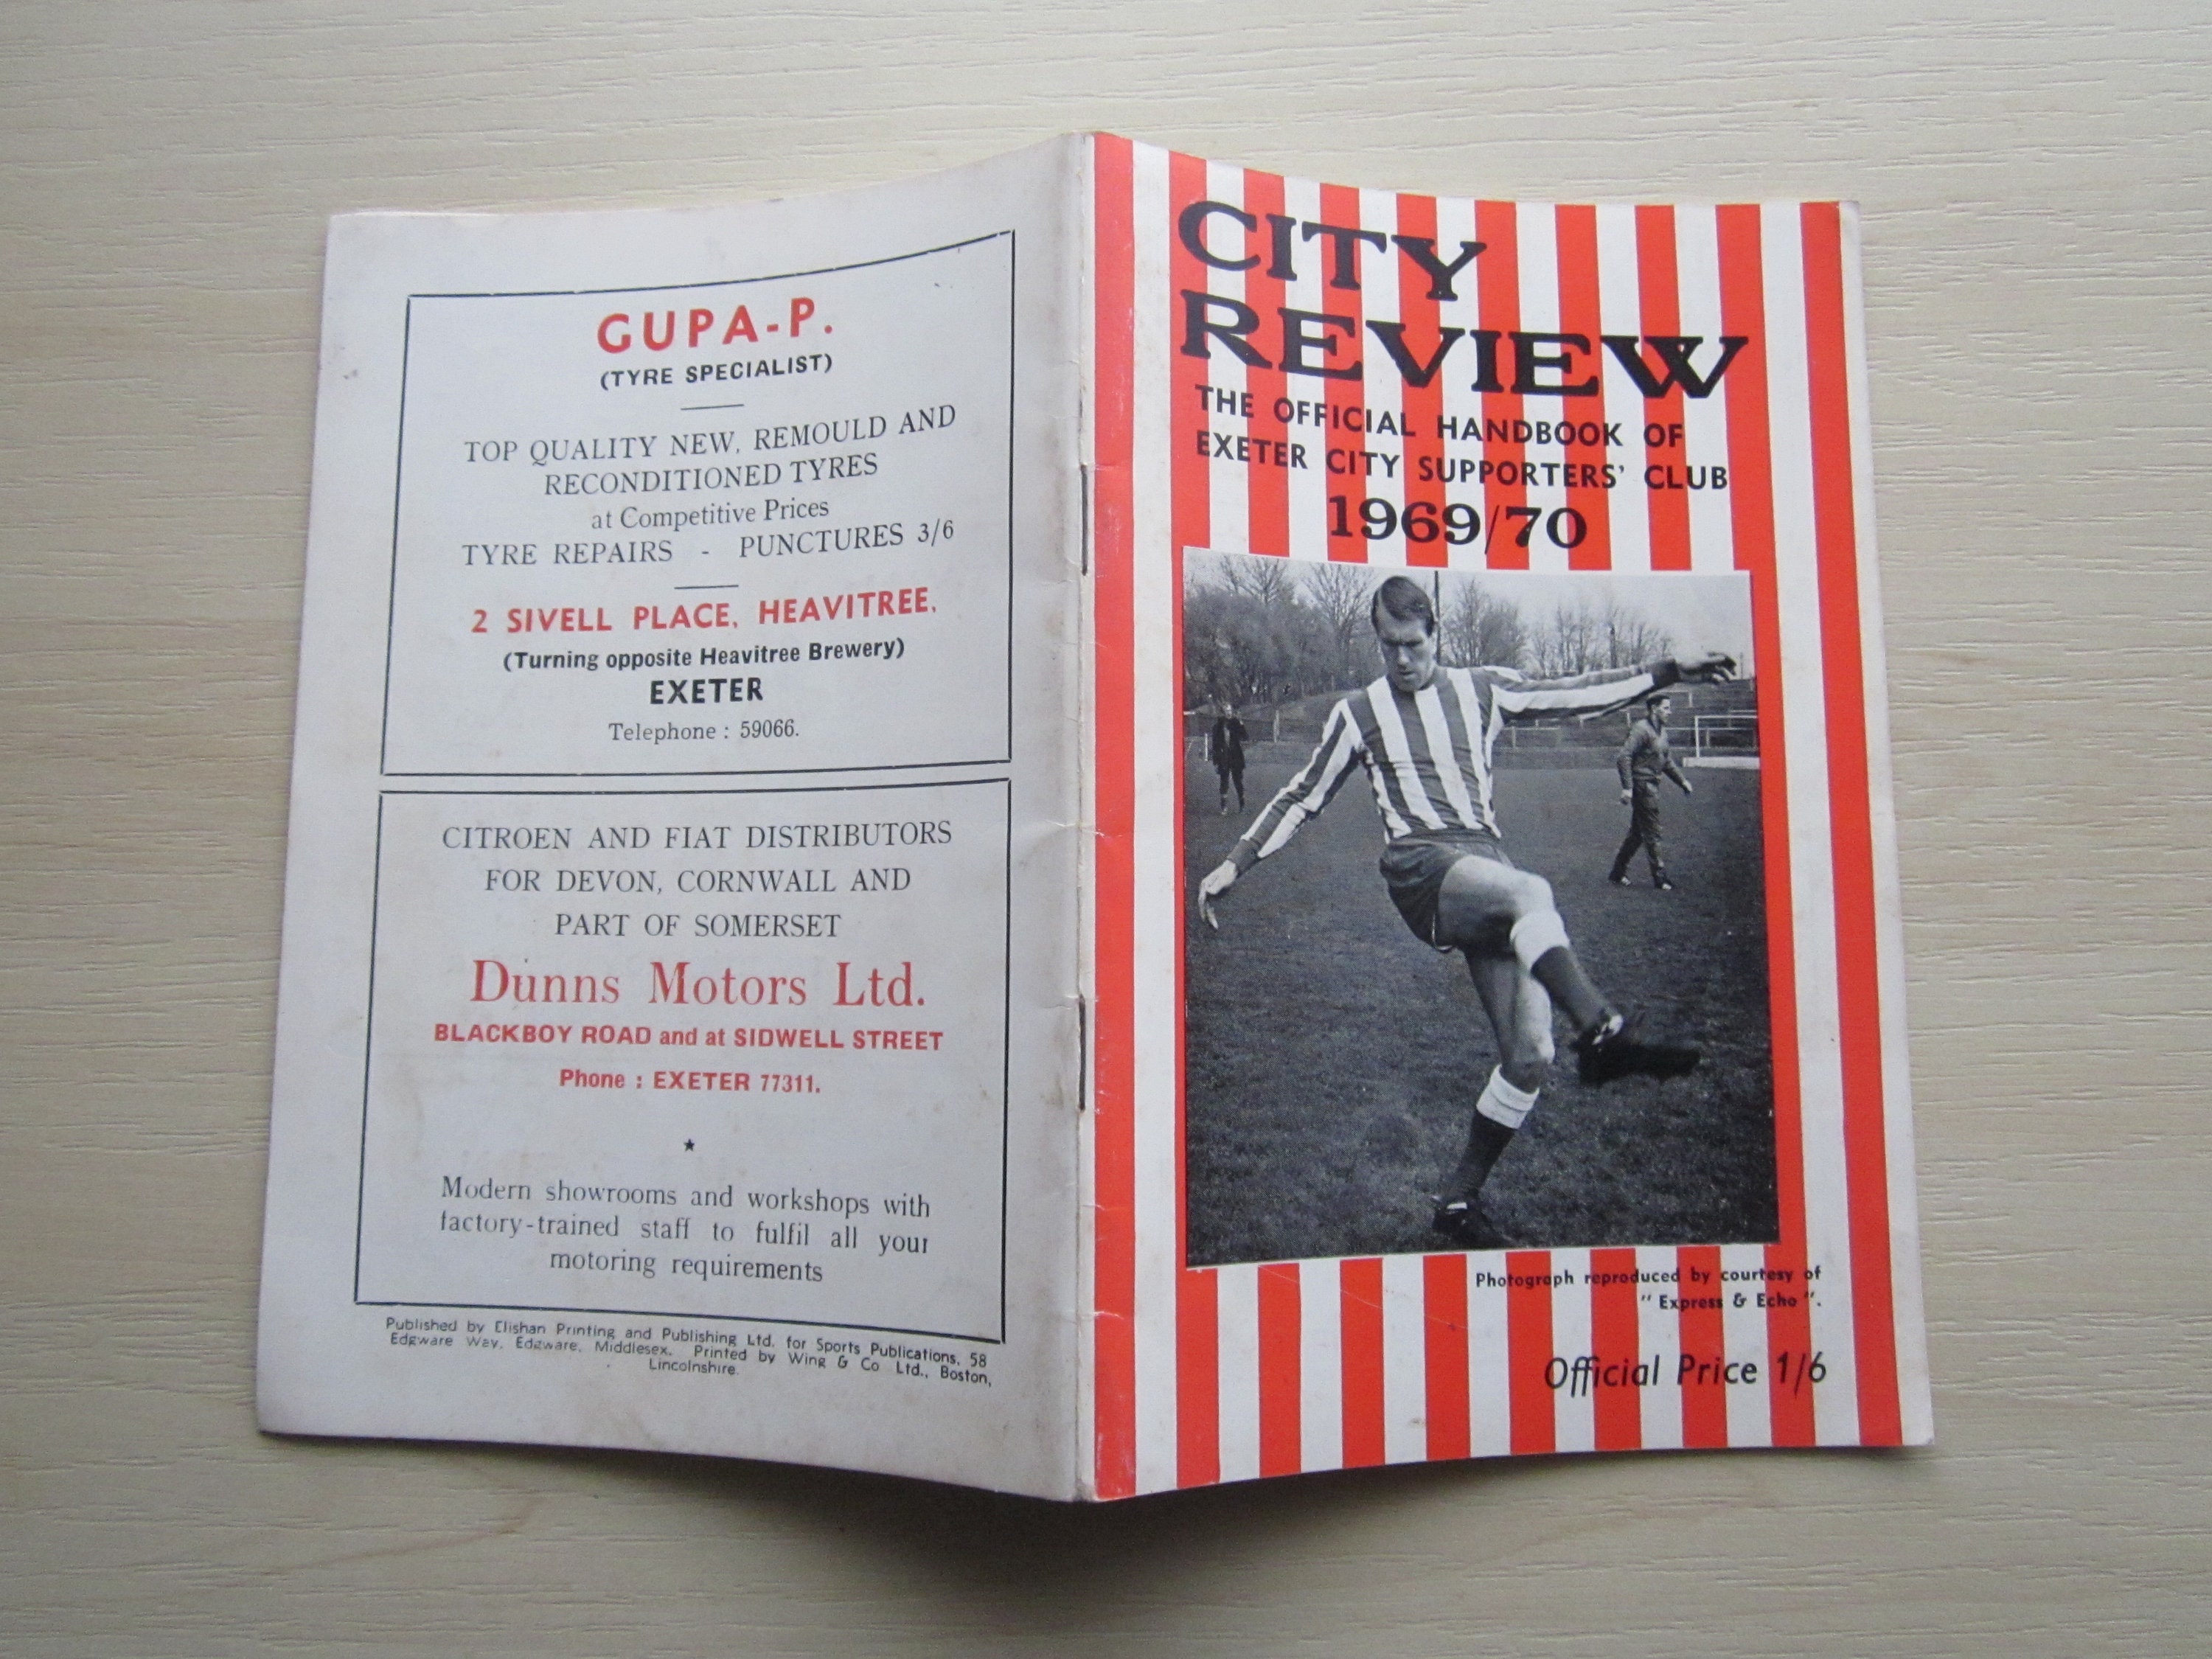 GUPA-P.
(TYRE SPECIALIST)
TOP QUALITY NEW, REMOULD AND
RECONDITIONED TYRES
at Competitive Prices
TYRE REPAIRS - PUNCTURES 3/6
2 SIVELL PLACE, HEAVITREE,
(Turning opposite Heavitree Brewery)
EXETER
Telephone : 59066.
CITROEN AND FIAT DISTRIBUTORS
FOR DEVON, CORNWALL AND
PART OF SOMERSET
Dunns Motors Ltd.
BLACKBOY ROAD and at SIDWELL STREET
Phone : EXETER 77311.
Modern showrooms and workshops with
factory-trained staff to fulfil all your
motoring requirements
Published by Elishan Printing and Publishing Ltd. for Sports Publications, 58
Edgware Way, Edgware, Middlesex. Printed by Wing & Co Ltd., Boston,
Lincolnshire.
CITY
REVIEW
THE OFFICIAL HANDBOOK OF
EXETER CITY SUPPORTERS' CLUB
1969/70
Photograph reproduced by courtesy of
"Express & Echo".
Official Price 1/6